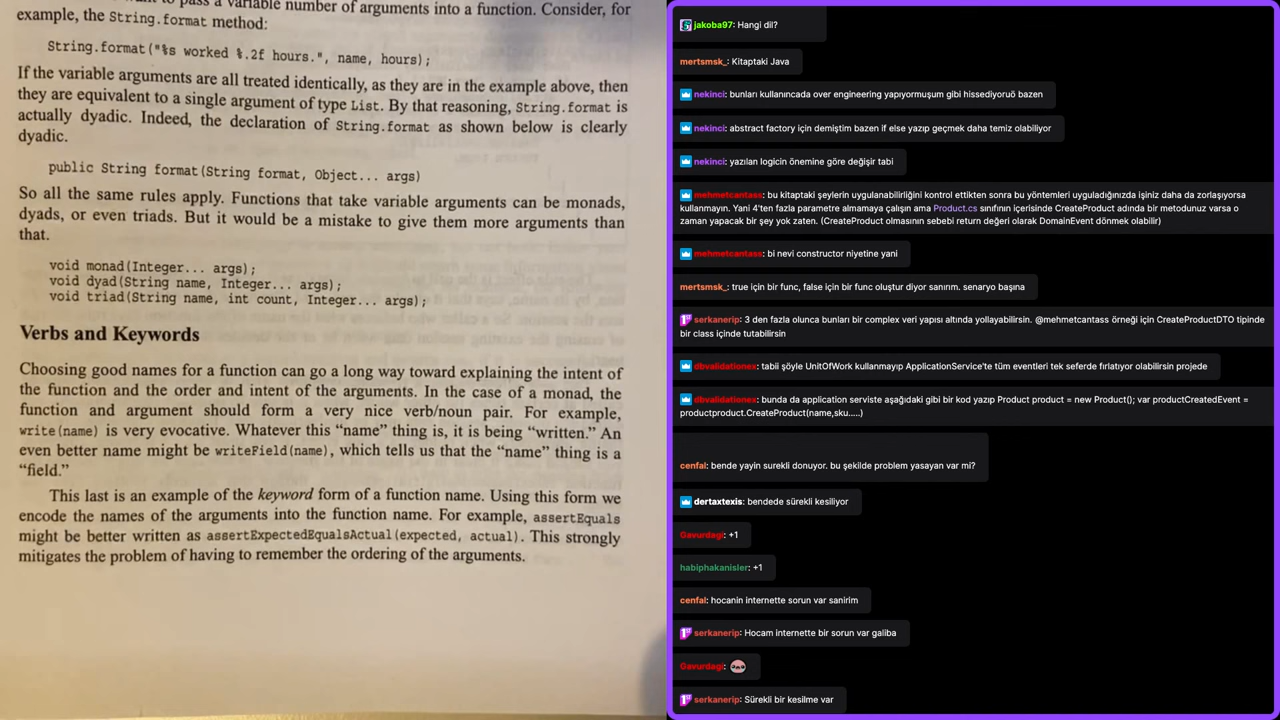 to pass a variable number of arguments into a function. Consider, for
example, the String.format method:
String.format("%s worked %.2f hours.", name, hours);
If the variable arguments are all treated identically, as they are in the example above, then
they are equivalent to a single argument of type List. By that reasoning, String.format is
actually dyadic. Indeed, the declaration of String.format as shown below is clearly
dyadic.
public String format(String format, Object... args)
So all the same rules apply. Functions that take variable arguments can be monads,
dyads, or even triads. But it would be a mistake to give them more arguments than
that.
void monad(Integer... args);
void dyad(String name, Integer... args);
void triad(String name, int count, Integer... args);
Verbs and Keywords
Choosing good names for a function can go a long way toward explaining the intent of
the function and the order and intent of the arguments. In the case of a monad, the
function and argument should form a very nice verb/noun pair. For example,
write(name) is very evocative. Whatever this “name” thing is, it is being “written.” An
even better name might be writeField(name), which tells us that the “name” thing is a
“field.”
This last is an example of the keyword form of a function name. Using this form we
encode the names of the arguments into the function name. For example, assertEquals
might be better written as assertExpectedEqualsActual(expected, actual). This strongly
mitigates the problem of having to remember the ordering of the arguments.
jakoba97: Hangi dil?
mertsmsk_: Kitaptaki Java
nekinci: bunları kullanıncada over engineering yapıyormuşum gibi hissediyoruö bazen
nekinci: abstract factory için demiştim bazen if else yazıp geçmek daha temiz olabiliyor
nekinci: yazılan logicin önemine göre değişir tabi
mehmetcantass: bu kitaptaki şeylerin uygulanabilirliğini kontrol ettikten sonra bu yöntemleri uyguladığınızda işiniz daha da zorlaşıyorsa
kullanmayın. Yani 4'ten fazla parametre almamaya çalışın ama Product.cs sınıfının içerisinde CreateProduct adında bir metodunuz varsa o
zaman yapacak bir şey yok zaten. (CreateProduct olmasının sebebi return değeri olarak DomainEvent dönmek olabilir)
mehmetcantass: bi nevi constructor niyetine yani
mertsmsk_: true için bir func, false için bir func oluştur diyor sanırım. senaryo başına
serkanerip: 3 den fazla olunca bunları bir complex veri yapısı altında yollayabilirsin. @mehmetcantass örneği için CreateProductDTO tipinde
bir class içinde tutabilirsin
dbvalidationex: tabii şöyle UnitOfWork kullanmayıp ApplicationService'te tüm eventleri tek seferde fırlatıyor olabilirsin projede
dbvalidationex: bunda da application serviste aşağıdaki gibi bir kod yazıp Product product = new Product(); var productCreatedEvent =
productproduct.CreateProduct(name,sku.....)
cenfal: bende yayin surekli donuyor. bu şekilde problem yasayan var mi?
dertaxtexis: bendede sürekli kesiliyor
Gavurdagi: +1
habiphakanisler: +1
cenfal: hocanin internette sorun var sanirim
serkanerip: Hocam internette bir sorun var galiba
Gavurdagi:
serkanerip: Sürekli bir kesilme var